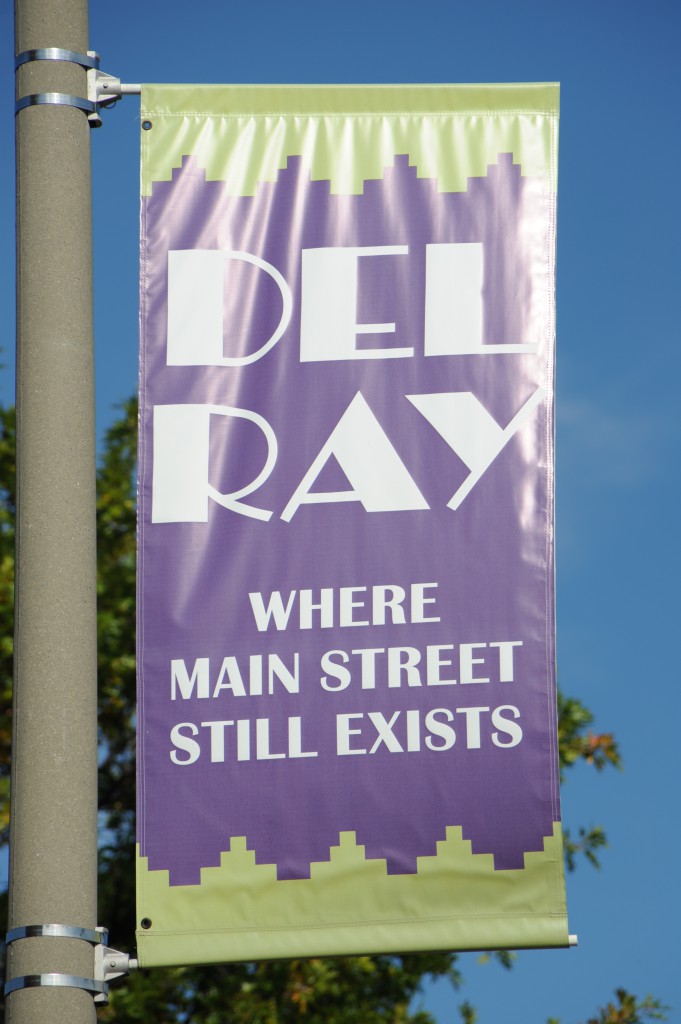 DEL
RAY
WHERE
MAIN STREET
STILL EXISTS